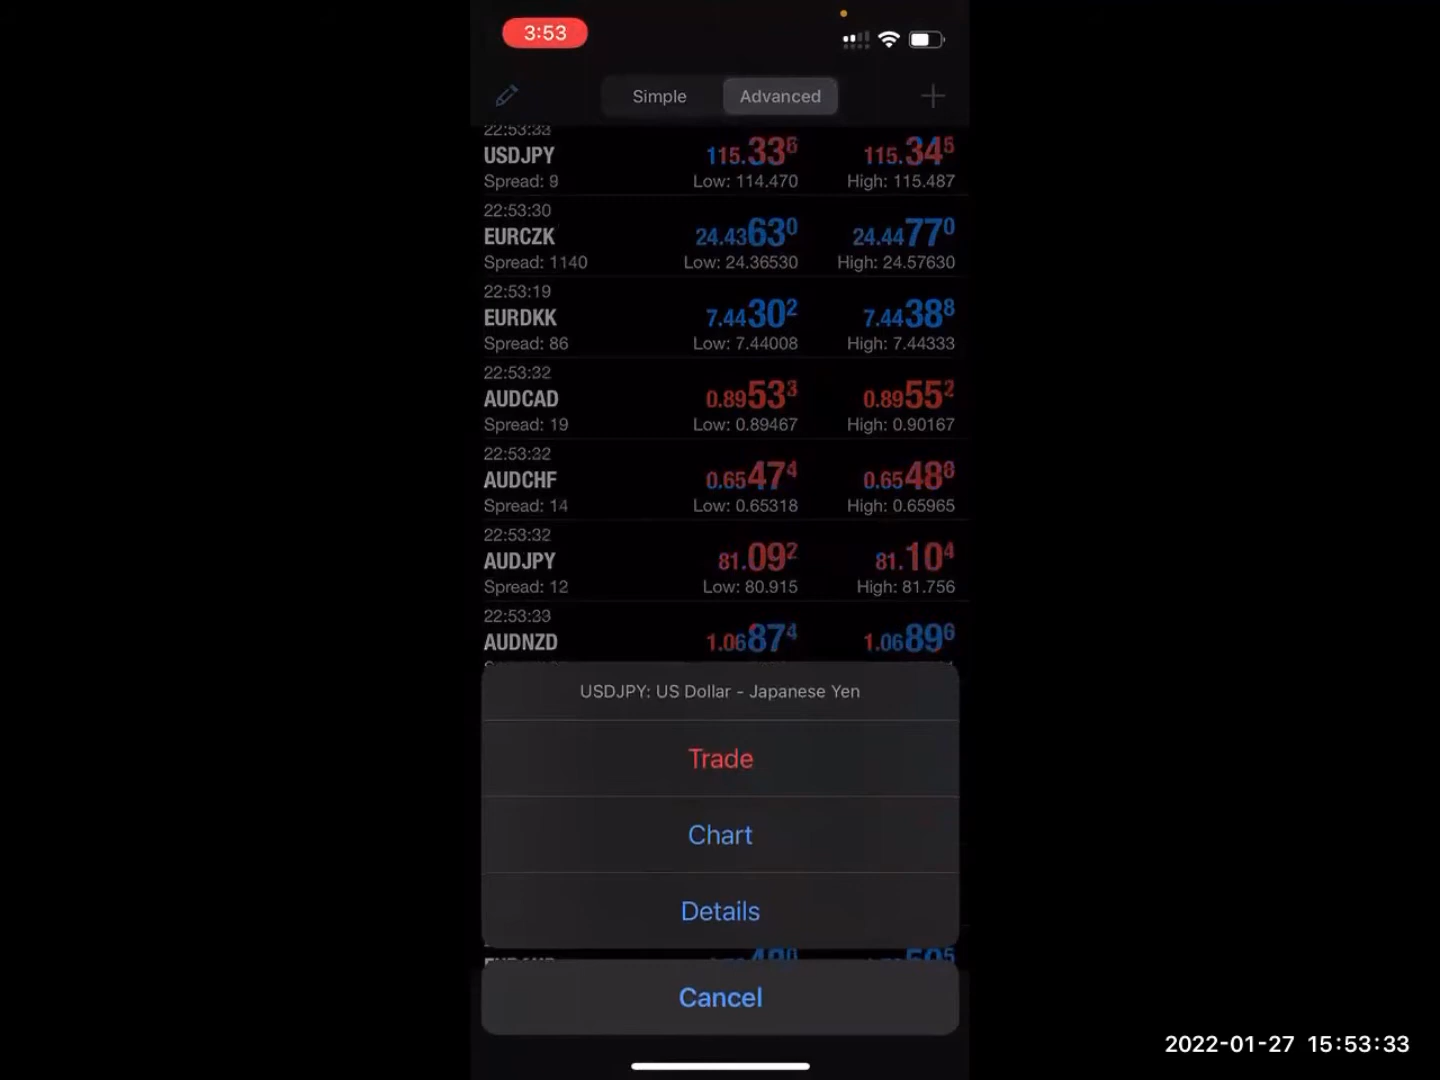 3:53
Simple Advanced
USDJPY 115.336 115.345
Spread: 9 Low: 114.470 High: 115.487
22:53:30
EURCZK 24.43630 24.44770
Spread: 1140 Low: 24.36530 High: 24.57630
22:53:19
EURDKK 7.44302 7.44388
Spread: 86 Low: 7.44008 High: 7.44333
22:53:32
AUDCAD 0.89533 0.89552
Spread: 19 Low: 0.89467 High: 0.90167
22:53:32
AUDCHF 0.65474 0.65488
Spread: 14 Low: 0.65318 High: 0.65965
22:53:32
AUDJPY 81.092 81.104
Spread: 12 Low: 80.915 High: 81.756
22:53:33
AUDNZD 1.06874 1.06896
USDJPY: US Dollar - Japanese Yen
Trade
Chart
Details
Cancel
2022-01-27 15:53:33